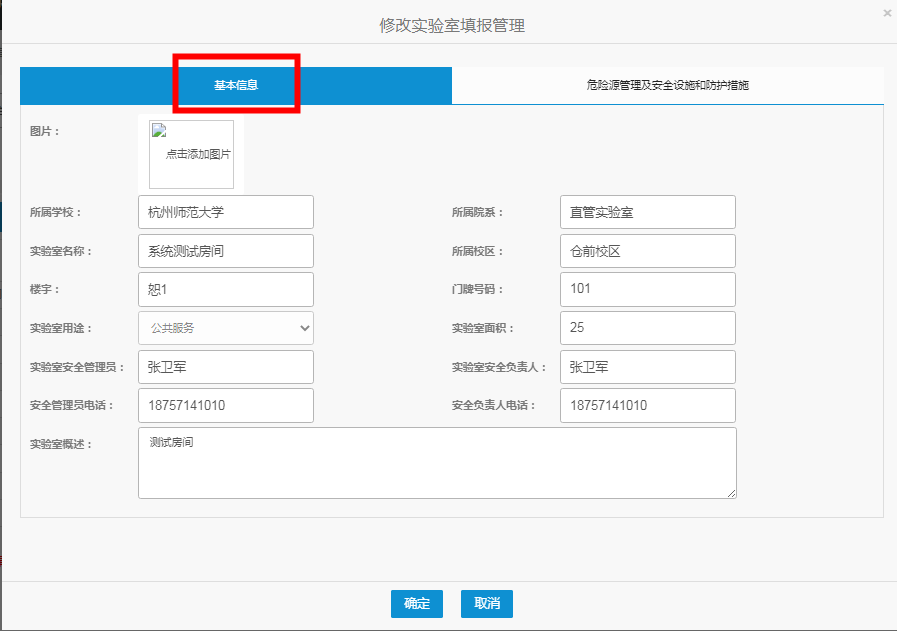 修改实验室填报管理
×
基本信息
危险源管理及安全设施和防护措施
图片：
点击添加图片
所属学校： 杭州师范大学 所属院系： 直管实验室
实验室名称： 系统测试房间 所属校区： 仓前校区
楼宇： 恕1 门牌号码： 101
实验室用途： 公共服务 实验室面积： 25
实验室安全管理员： 张卫军 实验室安全负责人： 张卫军
安全管理员电话： 18757141010 安全负责人电话： 18757141010
实验室概述： 测试房间
确定 取消